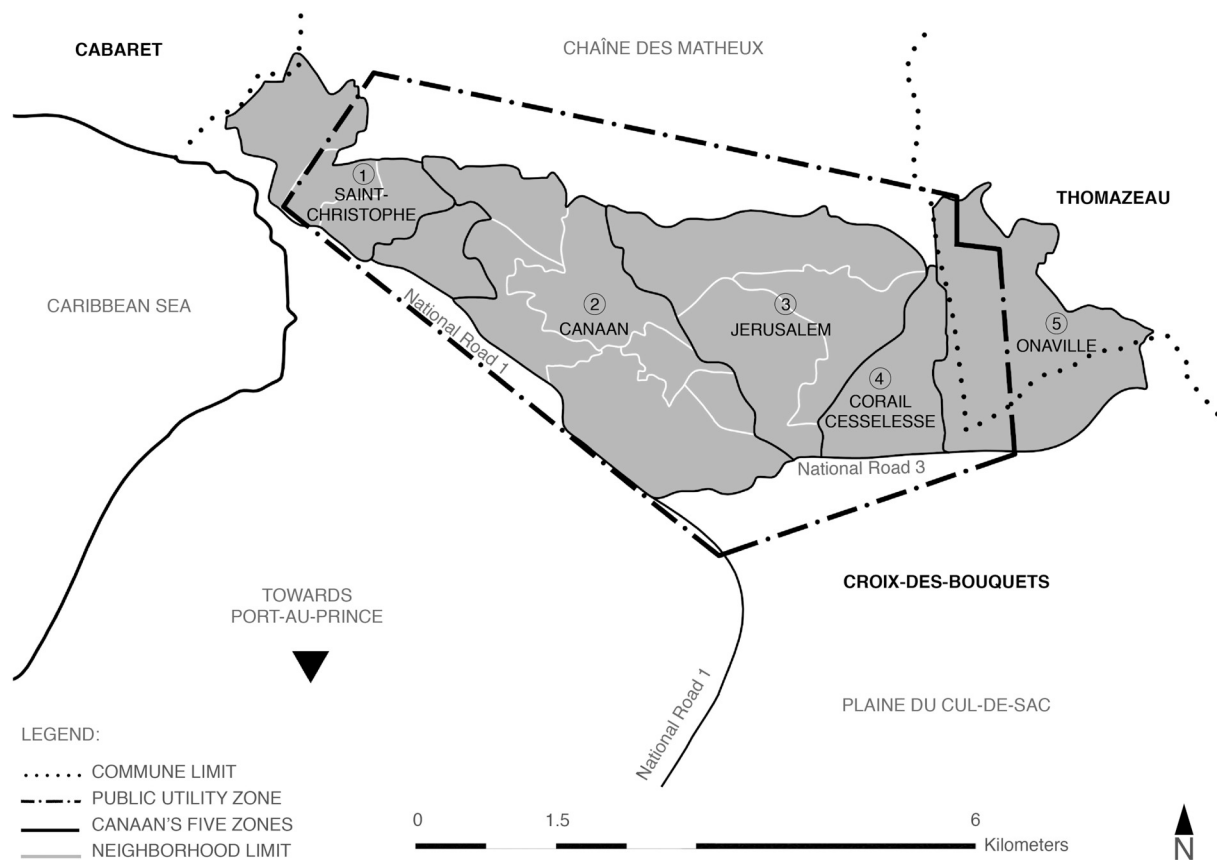 CABARET
CHAÎNE DES MATHEUX
THOMAZEAU
1
SAINT-
CHRISTOPHE
CARIBBEAN SEA
National Road 1
2
CANAAN
3
JERUSALEM
4
CORAIL
CESSELESSE
5
ONAVILLE
National Road 3
CROIX-DES-BOUQUETS
TOWARDS
PORT-AU-PRINCE
National Road 1
PLAINE DU CUL-DE-SAC
LEGEND:
COMMUNE LIMIT
PUBLIC UTILITY ZONE
CANAAN'S FIVE ZONES
NEIGHBORHOOD LIMIT
0 1.5 6
Kilometers
N